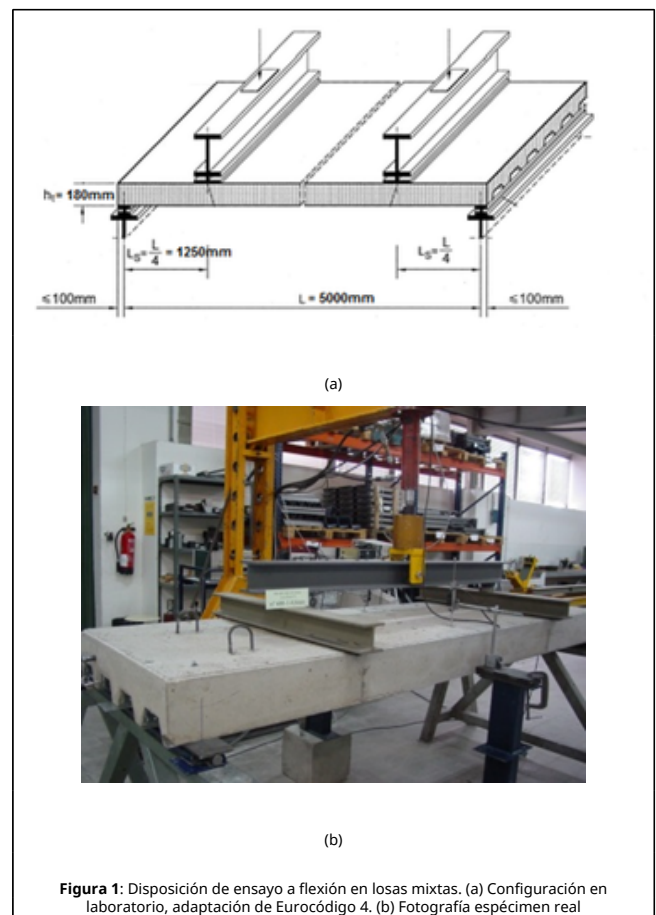 hₜ= 180mm
Lₛ= L/4 = 1250mm
Lₛ= L/4
≤100mm
L = 5000mm
≤100mm
(a)
(b)
Figura 1: Disposición de ensayo a flexión en losas mixtas. (a) Configuración en
laboratorio, adaptación de Eurocódigo 4. (b) Fotografía espécimen real